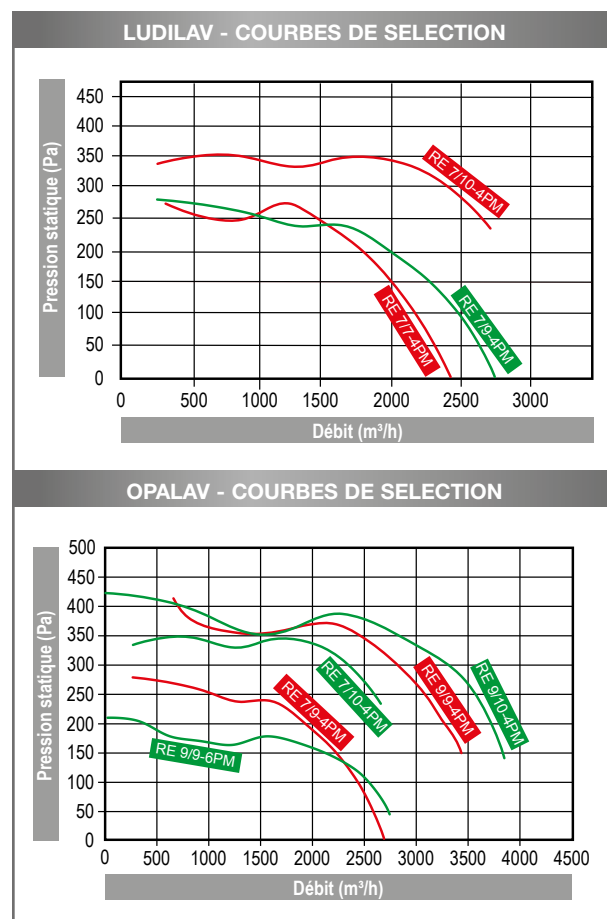 LUDILAV - COURBES DE SELECTION
Pression statique (Pa)
450
400
350
300
250
200
150
100
50
0
RE 7/10-4PM
RE 7/7-4PM
RE 7/9-4PM
0 500 1000 1500 2000 2500 3000
Débit (m³/h)
OPALAV - COURBES DE SELECTION
Pression statique (Pa)
500
450
400
350
300
250
200
150
100
50
0
RE 9/9-6PM
RE 7/9-4PM
RE 7/10-4PM
RE 9/9-4PM
RE 9/10-4PM
0 500 1000 1500 2000 2500 3000 3500 4000 4500
Débit (m³/h)